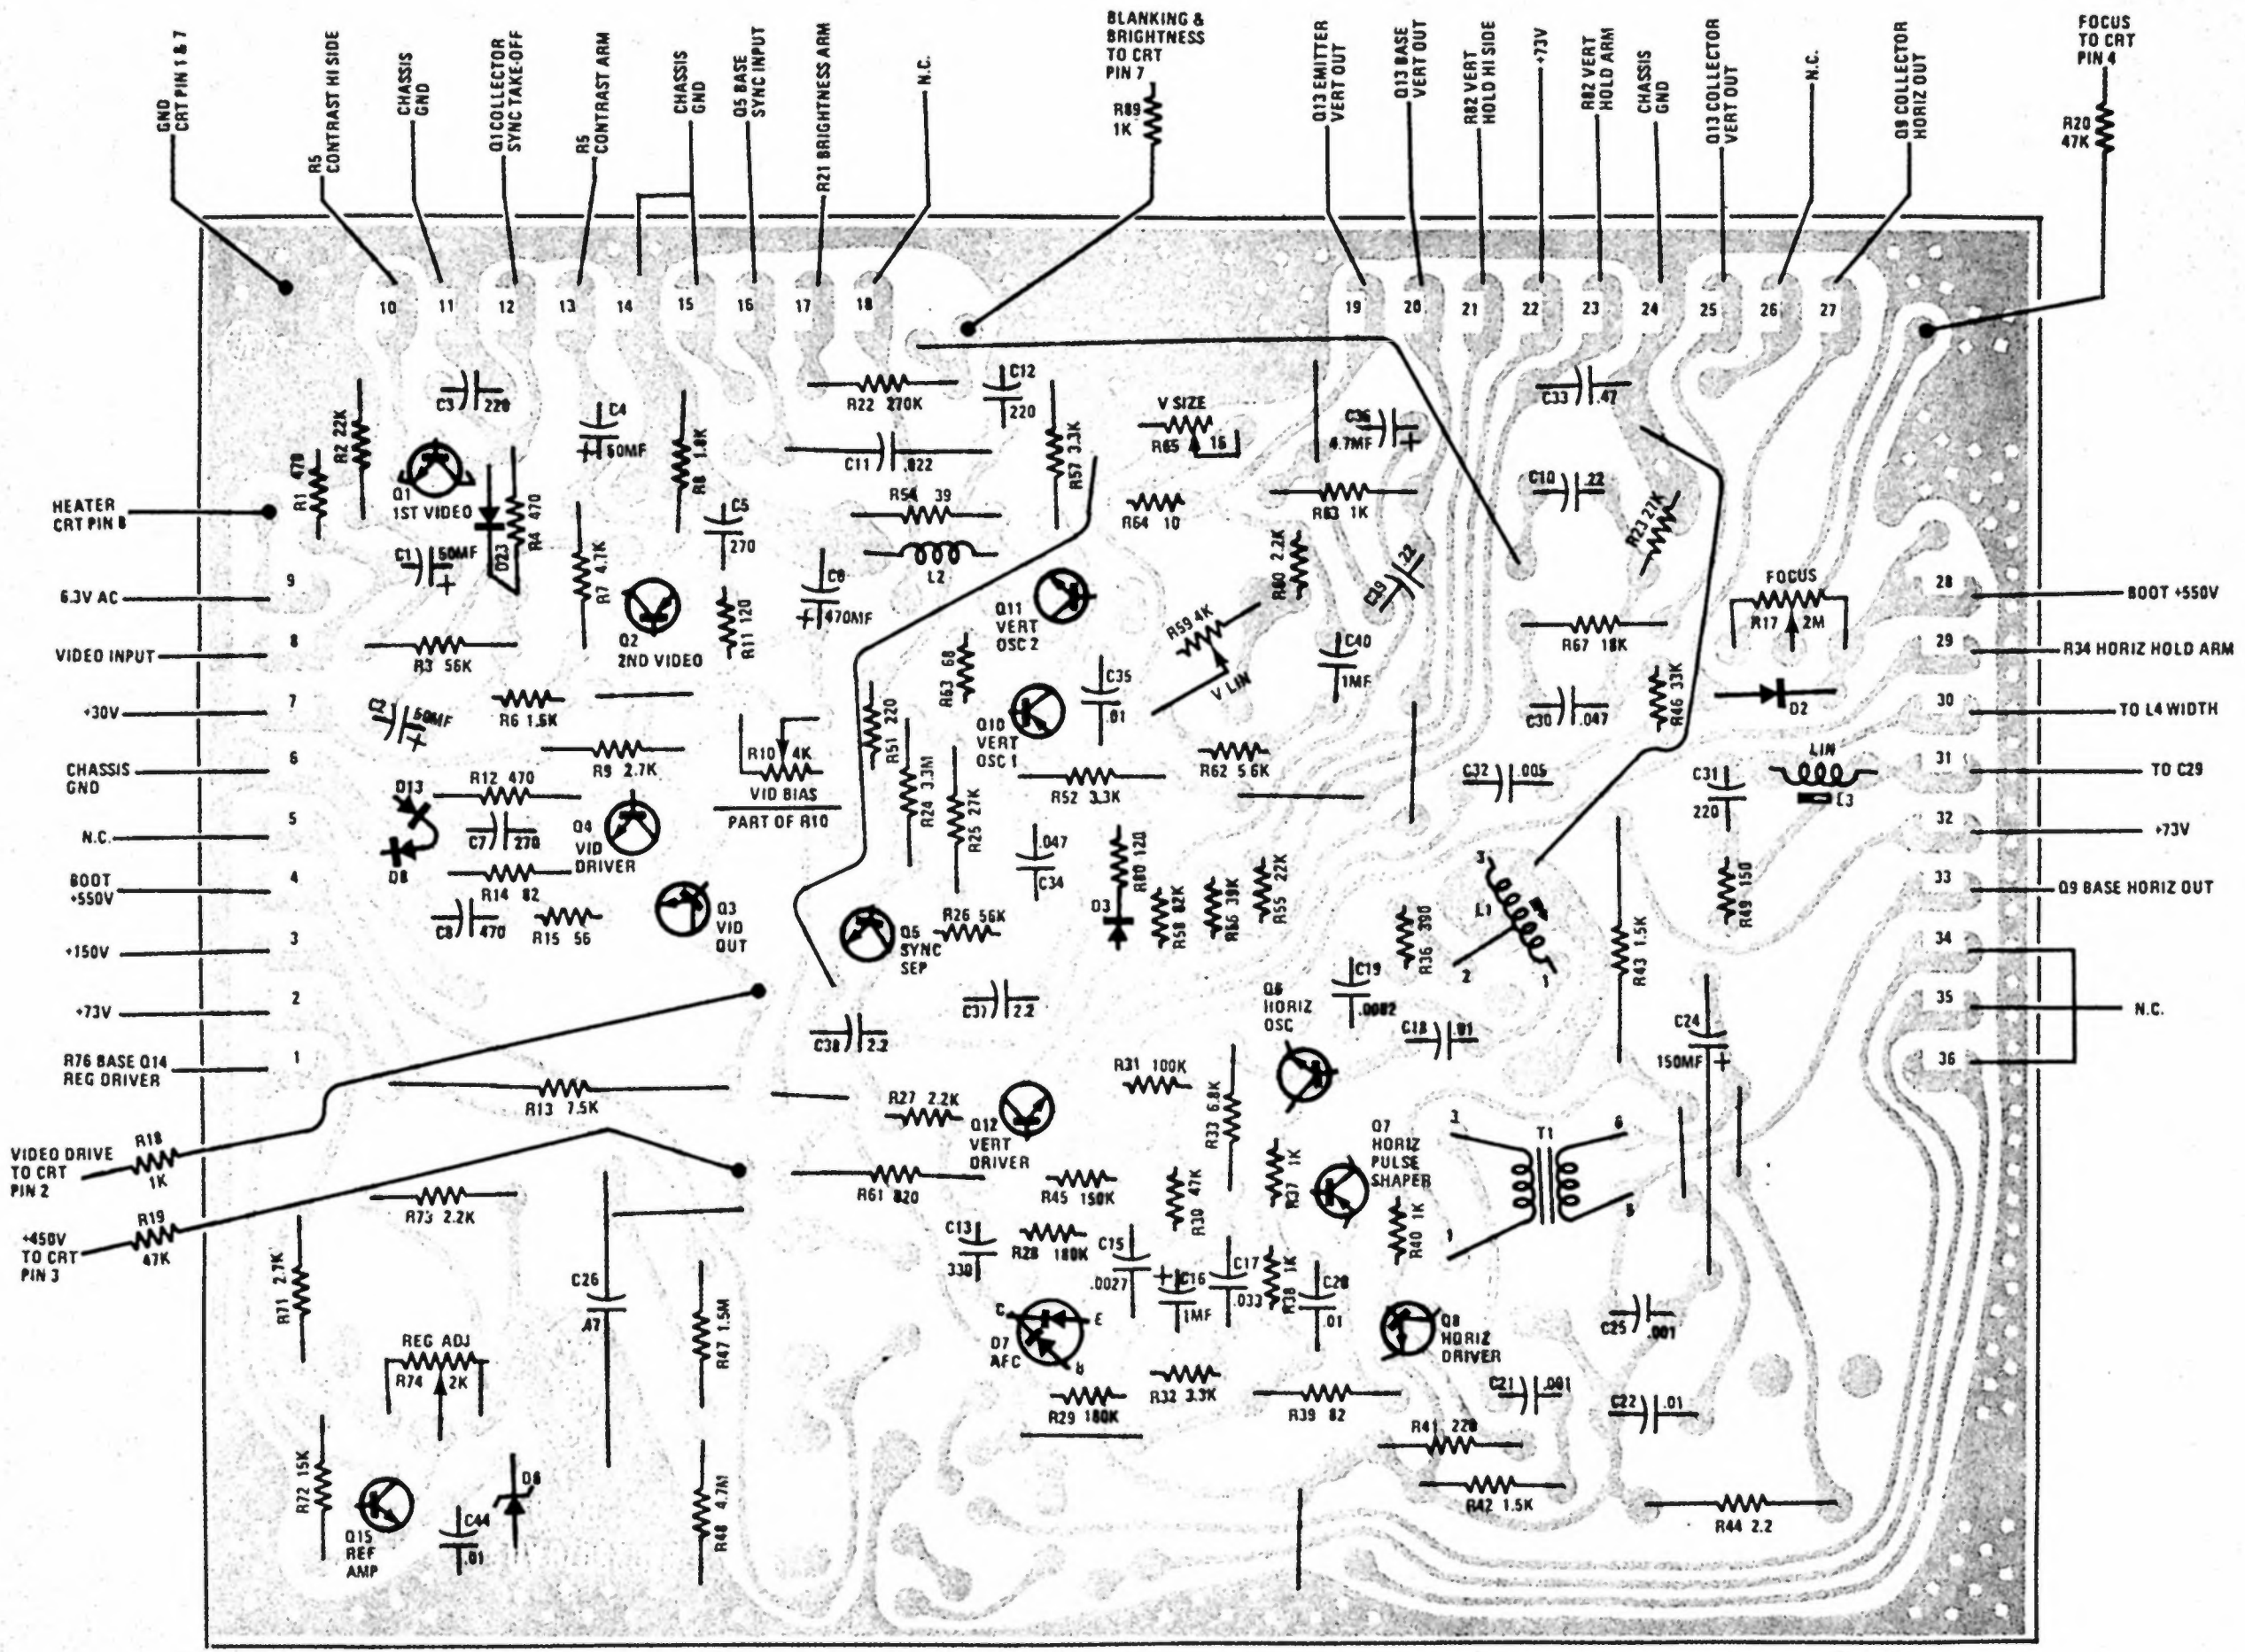 GND
CRT PIN 1 & 7
R5
CONTRAST HI SIDE
CHASSIS
GND
Q1 COLLECTOR
SYNC TAKE-OFF
R5
CONTRAST ARM
CHASSIS
GND
Q5 BASE
SYNC INPUT
R21 BRIGHTNESS ARM
N.C.
BLANKING &
BRIGHTNESS
TO CRT
PIN 7
R89
1K
Q13 EMITTER
VERT OUT
Q13 BASE
VERT OUT
R82 VERT
HOLD HI SIDE
+73V
R82 VERT
HOLD ARM
CHASSIS
GND
Q13 COLLECTOR
VERT OUT
N.C.
Q9 COLLECTOR
HORIZ OUT
FOCUS
TO CRT
PIN 4
R20
47K
10
11
12
13
14
15
16
17
18
19
20
21
22
23
24
25
26
27
HEATER
CRT PIN 8
6.3V AC
9
VIDEO INPUT
8
+30V
7
CHASSIS
GND
6
N.C.
5
BOOT
+550V
4
+150V
3
+73V
2
R76 BASE Q14
REG DRIVER
1
VIDEO DRIVE
TO CRT
PIN 2
R18
1K
+450V
TO CRT
PIN 3
R19
47K
28
BOOT +550V
29
R34 HORIZ HOLD ARM
30
TO L4 WIDTH
31
TO C29
32
+73V
33
Q9 BASE HORIZ OUT
34
35
N.C.
36
R1 470
R2 22K
C3 220
C4
50MF
R8 1.8K
R22 270K
C12
220
C11 .022
R57 3.3K
V SIZE
R65 16
C36
4.7MF
+
C33 .47
Q1
1ST VIDEO
D23
R4 470
C1 50MF
+
R7 4.7K
C5
270
R54 39
L2
R64 10
R83 1K
C10 .22
R23 27K
R80 2.2K
C39 .22
FOCUS
R17 2M
Q2
2ND VIDEO
R11 120
C6
+ 470MF
Q11
VERT
OSC 2
R59 4K
V LIN
C40
1MF
R67 18K
R3 56K
C2 50MF
+
R6 1.5K
R9 2.7K
R10 4K
VID BIAS
PART OF R10
R51 220
R63 68
Q10
VERT
OSC 1
C35
.01
C30 .047
R46 33K
D2
LIN
L3
D13
D8
R12 470
C7 270
R14 82
C8 470
R15 56
Q4
VID
DRIVER
Q3
VID
OUT
R24 3.3M
R25 27K
R52 3.3K
R62 5.6K
C32 .005
C31
220
.047
C34
R80 120
D3
R58 82K
R56 39K
R55 22K
Q5
SYNC
SEP
R26 56K
R36 390
3
L1
2
1
R43 1.5K
R49 150
C37 2.2
C38 2.2
Q6
HORIZ
OSC
C19
.0082
C18 .01
C24
150MF +
R13 7.5K
R27 2.2K
Q12
VERT
DRIVER
R31 100K
R33 6.8K
Q7
HORIZ
PULSE
SHAPER
T1
1
6
5
R73 2.2K
R61 820
R45 150K
R30 47K
R37 1K
R40 1K
R71 2.7K
C26
.47
C13
330
R28 180K
C15
.0027
+ C16
1MF
C17
.033
R38 1K
C20
.01
R47 1.5M
D7
AFC
C
E
B
Q8
HORIZ
DRIVER
C25 .001
REG ADJ
R74 2K
R29 180K
R32 3.3K
R39 82
C21 .001
C22 .01
R41 220
R42 1.5K
R44 2.2
R72 15K
Q15
REF
AMP
C44
.01
D6
R48 4.7M